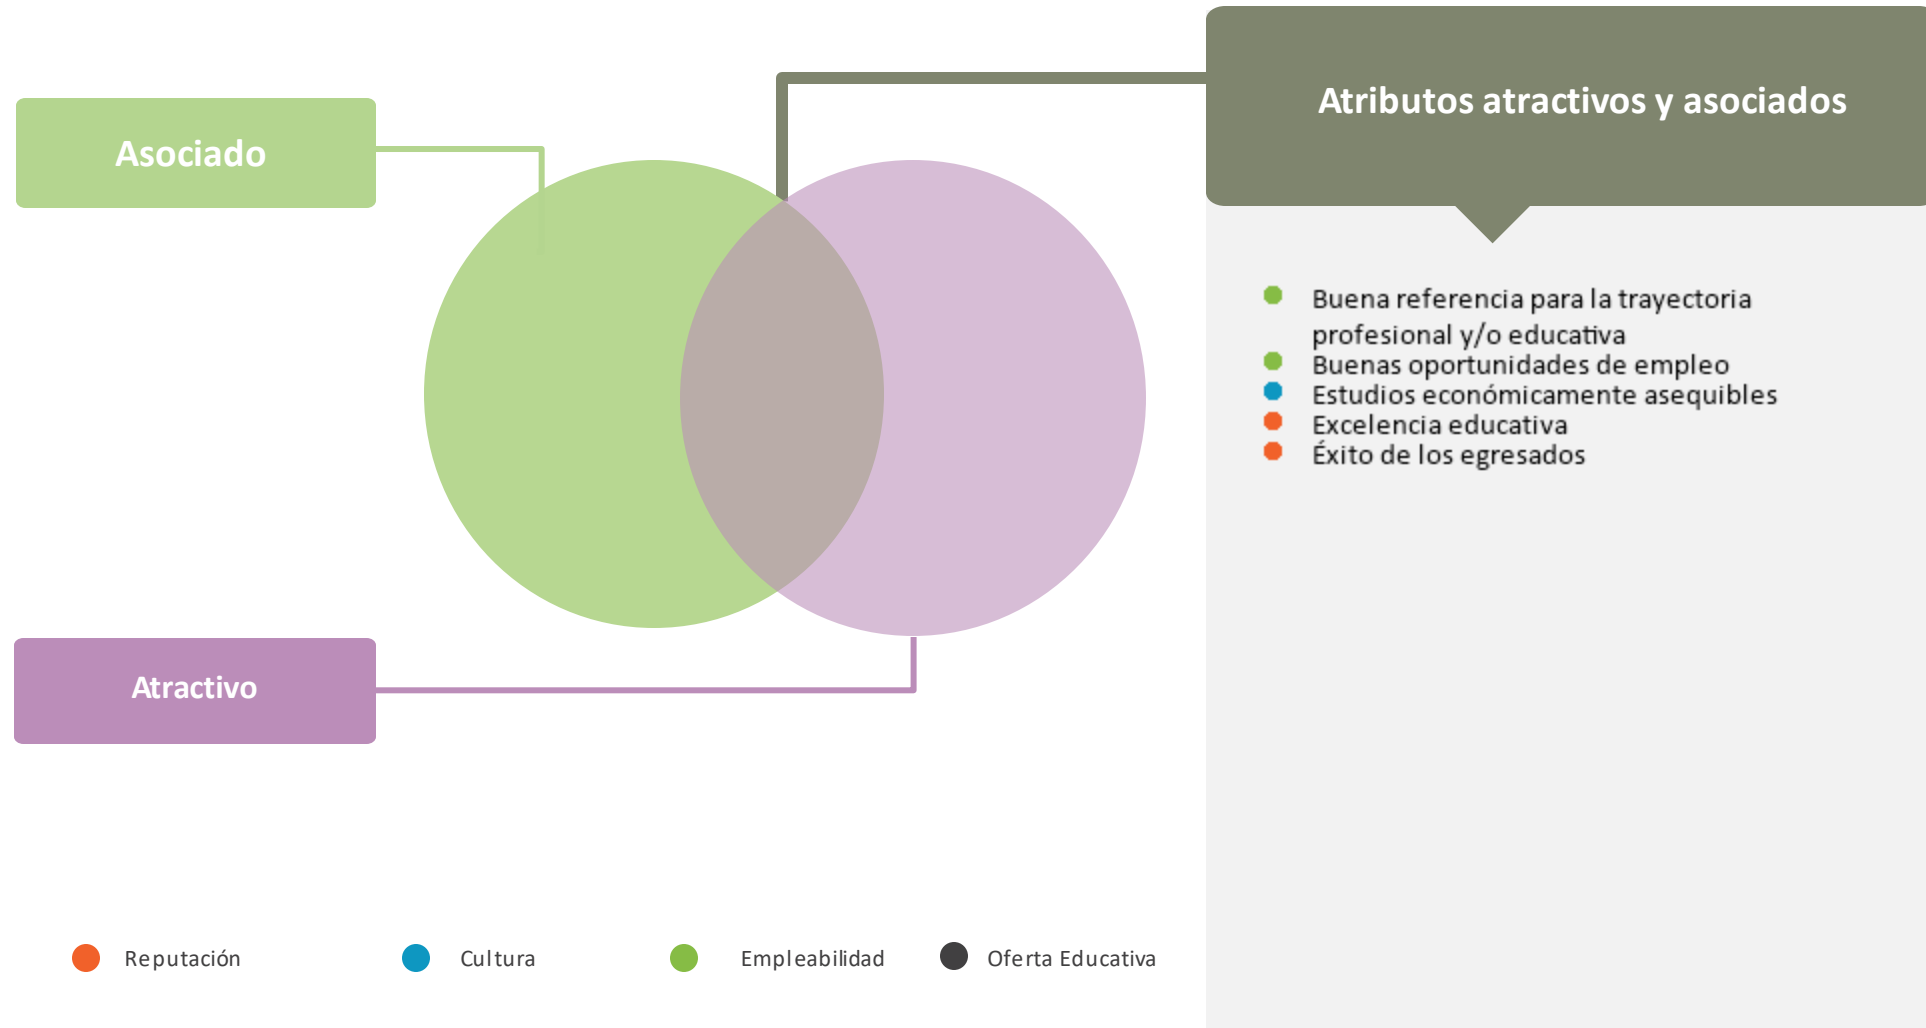 Atributos atractivos y asociados
Asociado
Buena referencia para la trayectoria
profesional y/o educativa
Buenas oportunidades de empleo
Estudios económicamente asequibles
Excelencia educativa
Éxito de los egresados
Atractivo
Reputación
Cultura
Empleabilidad
Oferta Educativa